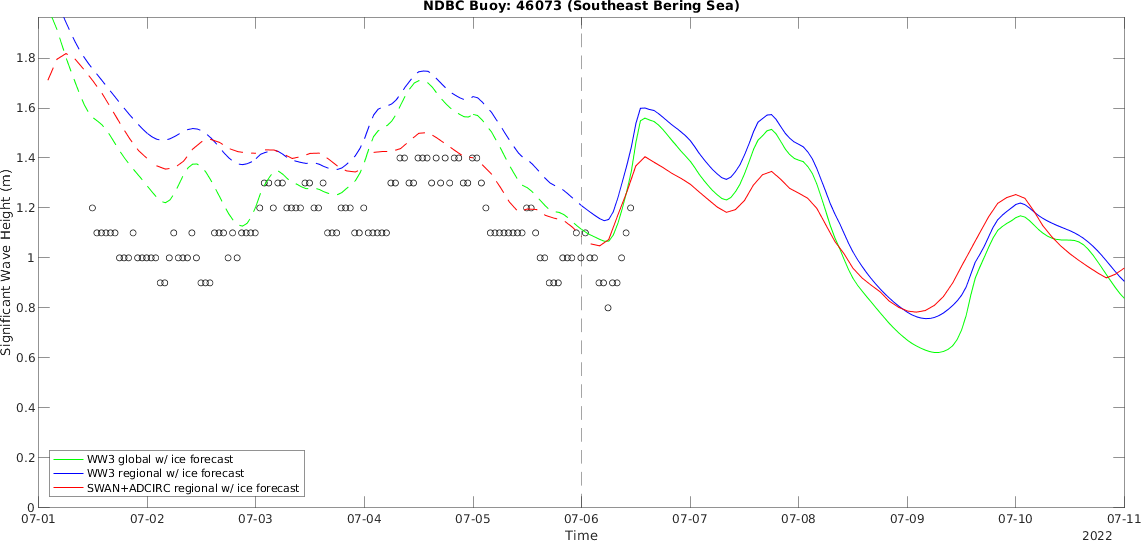 NDBC Buoy: 46073 (Southeast Bering Sea)
Significant Wave Height (m)
1.8
1.6
1.4
1.2
1
0.8
0.6
0.4
0.2
0
WW3 global w/ ice forecast
WW3 regional w/ ice forecast
SWAN+ADCIRC regional w/ ice forecast
07-01 07-02 07-03 07-04 07-05 07-06 07-07 07-08 07-09 07-10 07-11
Time
2022